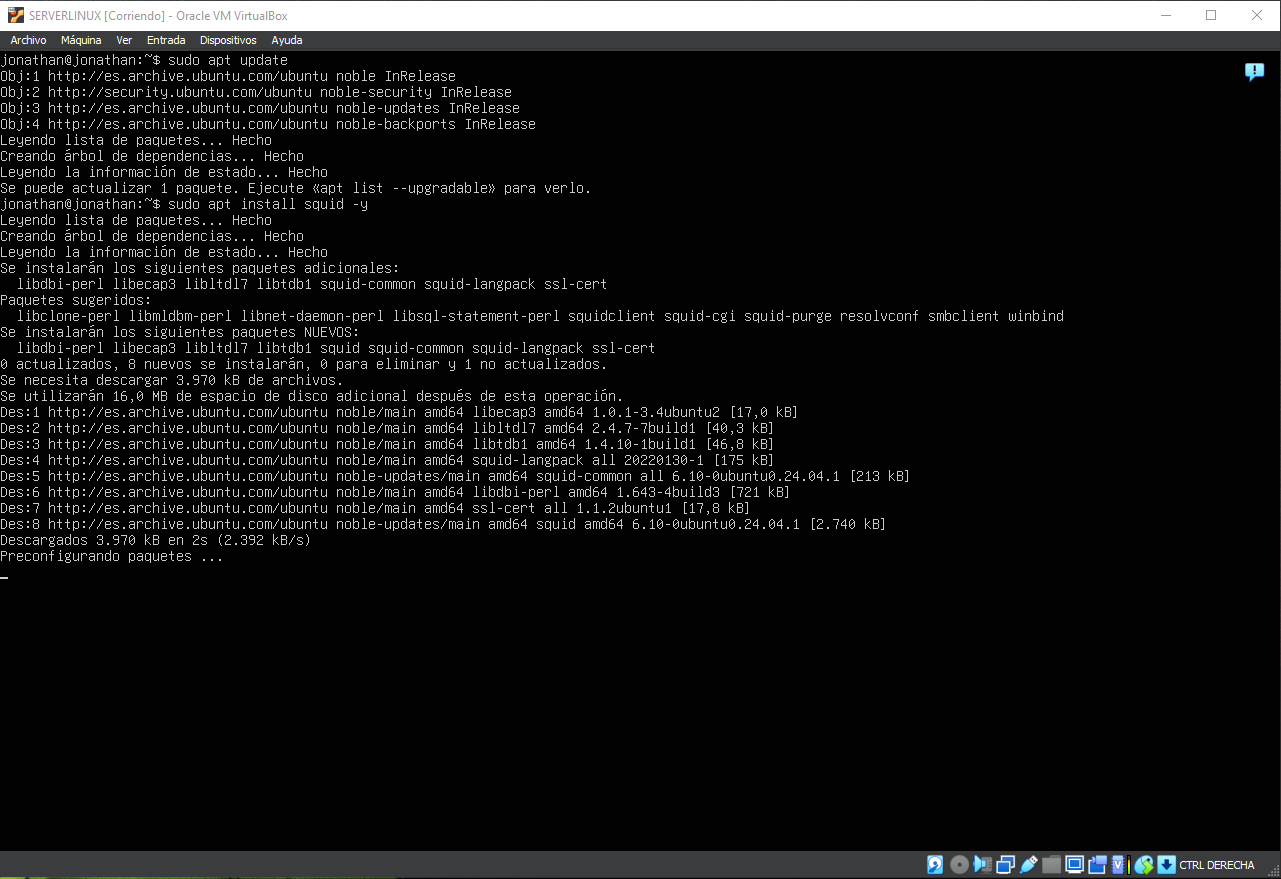 SERVERLINUX [Corriendo] - Oracle VM VirtualBox
Archivo Máquina Ver Entrada Dispositivos Ayuda
jonathan@jonathan:~$ sudo apt update
Obj:1 http://es.archive.ubuntu.com/ubuntu noble InRelease
Obj:2 http://security.ubuntu.com/ubuntu noble-security InRelease
Obj:3 http://es.archive.ubuntu.com/ubuntu noble-updates InRelease
Obj:4 http://es.archive.ubuntu.com/ubuntu noble-backports InRelease
Leyendo lista de paquetes... Hecho
Creando árbol de dependencias... Hecho
Leyendo la información de estado... Hecho
Se puede actualizar 1 paquete. Ejecute «apt list --upgradable» para verlo.
jonathan@jonathan:~$ sudo apt install squid -y
Leyendo lista de paquetes... Hecho
Creando árbol de dependencias... Hecho
Leyendo la información de estado... Hecho
Se instalarán los siguientes paquetes adicionales:
  libdbi-perl libecap3 libltdl7 libtdb1 squid-common squid-langpack ssl-cert
Paquetes sugeridos:
  libclone-perl libmldbm-perl libnet-daemon-perl libsql-statement-perl squidclient squid-cgi squid-purge resolvconf smbclient winbind
Se instalarán los siguientes paquetes NUEVOS:
  libdbi-perl libecap3 libltdl7 libtdb1 squid squid-common squid-langpack ssl-cert
0 actualizados, 8 nuevos se instalarán, 0 para eliminar y 1 no actualizados.
Se necesita descargar 3.970 kB de archivos.
Se utilizarán 16,0 MB de espacio de disco adicional después de esta operación.
Des:1 http://es.archive.ubuntu.com/ubuntu noble/main amd64 libecap3 amd64 1.0.1-3.4ubuntu2 [17,0 kB]
Des:2 http://es.archive.ubuntu.com/ubuntu noble/main amd64 libltdl7 amd64 2.4.7-7build1 [40,3 kB]
Des:3 http://es.archive.ubuntu.com/ubuntu noble/main amd64 libtdb1 amd64 1.4.10-1build1 [46,8 kB]
Des:4 http://es.archive.ubuntu.com/ubuntu noble/main amd64 squid-langpack all 20220130-1 [175 kB]
Des:5 http://es.archive.ubuntu.com/ubuntu noble-updates/main amd64 squid-common all 6.10-0ubuntu0.24.04.1 [213 kB]
Des:6 http://es.archive.ubuntu.com/ubuntu noble/main amd64 libdbi-perl amd64 1.643-4build3 [721 kB]
Des:7 http://es.archive.ubuntu.com/ubuntu noble/main amd64 ssl-cert all 1.1.2ubuntu1 [17,8 kB]
Des:8 http://es.archive.ubuntu.com/ubuntu noble-updates/main amd64 squid amd64 6.10-0ubuntu0.24.04.1 [2.740 kB]
Descargados 3.970 kB en 2s (2.392 kB/s)
Preconfigurando paquetes ...
CTRL DERECHA